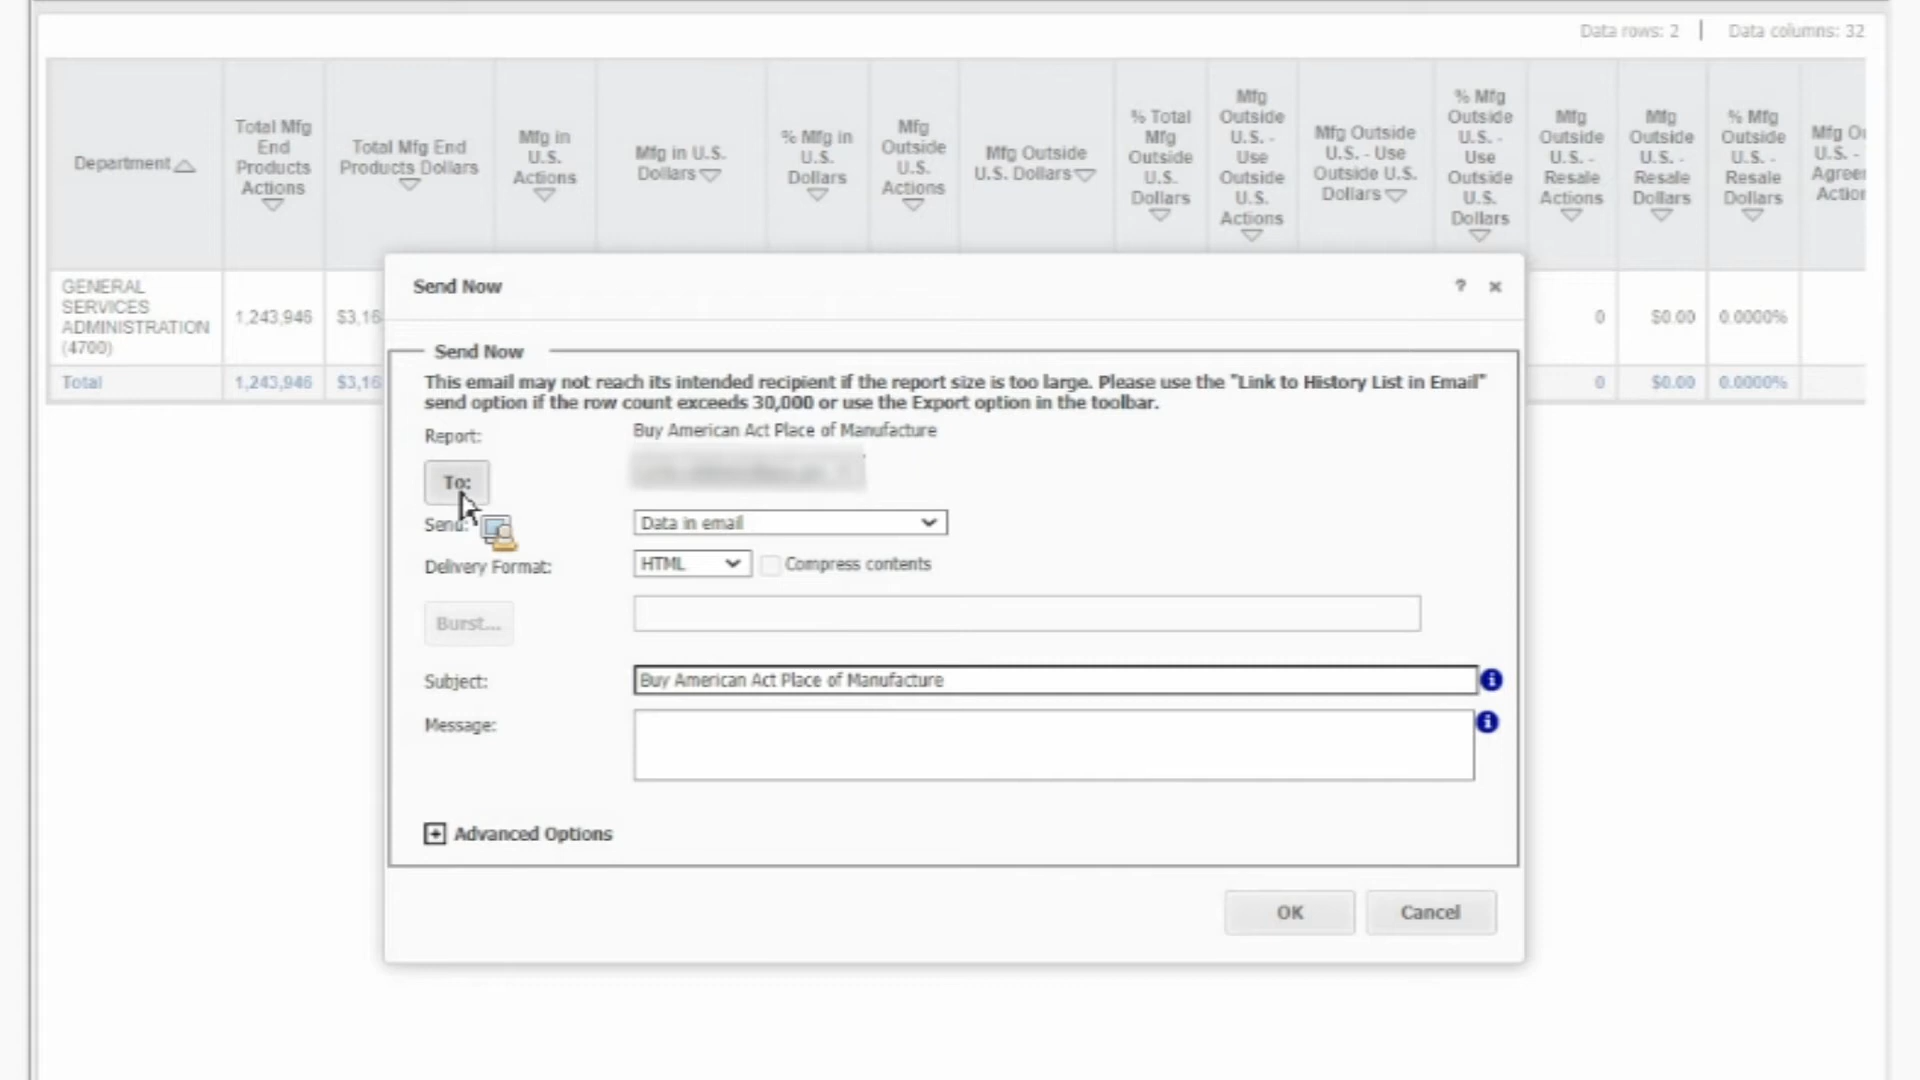 Data rows: 2 | Data columns: 32
Department
Total Mfg
End
Products
Actions
Total Mfg End
Products Dollars
Mfg in
U.S.
Actions
Mfg in U.S.
Dollars
% Mfg in
U.S.
Dollars
Mfg
Outside
U.S.
Actions
Mfg Outside
U.S. Dollars
% Total
Mfg
Outside
U.S.
Dollars
Mfg
Outside
U.S. -
Use
Outside
U.S.
Actions
Mfg Outside
U.S. - Use
Outside U.S.
Dollars
% Mfg
Outside
U.S. -
Use
Outside
U.S.
Dollars
Mfg
Outside
U.S. -
Resale
Actions
Mfg
Outside
U.S. -
Resale
Dollars
% Mfg
Outside
U.S. -
Resale
Dollars
Mfg
U.S. -
GENERAL
SERVICES
ADMINISTRATION
(4700)
1,243,946
$3,16
0
$0.00
0.0000%
Total
1,243,946
$3,16
0
$0.00
0.0000%
Send Now
? ×
Send Now
This email may not reach its intended recipient if the report size is too large. Please use the "Link to History List in Email"
send option if the row count exceeds 30,000 or use the Export option in the toolbar.
Report:
Buy American Act Place of Manufacture
To:
Send:
Data in email
Delivery Format:
HTML
Compress contents
Burst...
Subject:
Buy American Act Place of Manufacture
Message:
Advanced Options
OK
Cancel